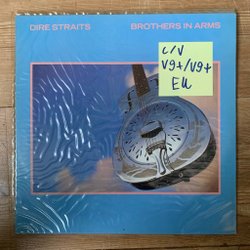 DIRE STRAITS
BROTHERS IN ARMS
C/V
Vg+/Vg+
EU